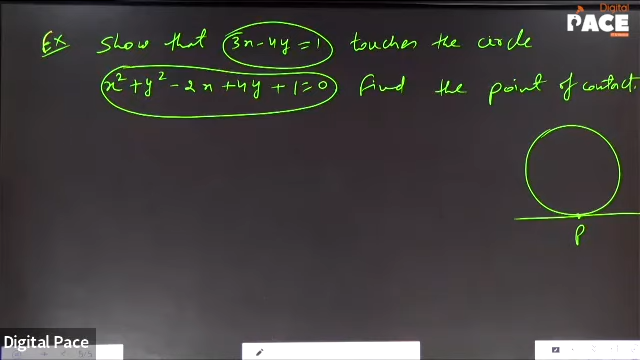 Digital
PACE
Ex Show that 3x - 4y = 1 touches the circle
x² + y² - 2x + 4y + 1 = 0 Find the point of contact.
P
Digital Pace